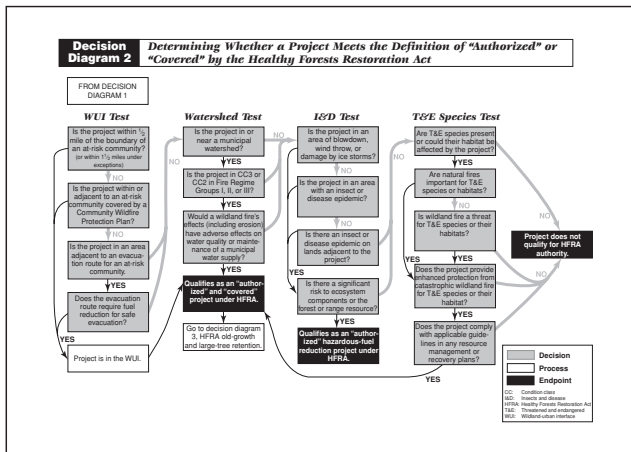 Decision
Diagram 2
Determining Whether a Project Meets the Definition of “Authorized” or
“Covered” by the Healthy Forests Restoration Act
FROM DECISION
DIAGRAM 1
WUI Test
Is the project within ½
mile of the boundary of
an at-risk community?
(or within 1½ miles under
exceptions)
NO
Is the project within or
adjacent to an at-risk
community covered by a
Community Wildfire
Protection Plan?
NO
Is the project in an area
adjacent to an evacua-
tion route for an at-risk
community.
Does the evacuation
route require fuel
reduction for safe
evacuation?
YES
Project is in the WUI.
NO
Watershed Test
Is the project in or
near a municipal
watershed?
YES
Is the project in CC3 or
CC2 in Fire Regime
Groups I, II, or III?
YES
Would a wildland fire's
effects (including erosion)
have adverse effects on
water quality or mainte-
nance of a municipal
water supply?
YES
Qualifies as an “author-
ized” and “covered”
project under HFRA.
Go to decision diagram
3, HFRA old-growth
and large-tree retention.
NO
NO
I&D Test
Is the project in an
area of blowdown,
wind throw, or
damage by ice storms?
NO
Is the project in an area
with an insect or
disease epidemic?
NO
Is there an insect or
disease epidemic on
lands adjacent to the
project?
YES
Is there a significant
risk to ecosystem
components or the
forest or range resource?
YES
Qualifies as an “author-
ized” hazardous-fuel
reduction project under
HFRA.
NO
T&E Species Test
Are T&E species present
or could their habitat be
affected by the project?
YES
Are natural fires
important for T&E
species or habitats?
NO
Is wildland fire a threat
for T&E species or their
habitats?
YES
YES
Does the project provide
enhanced protection from
catastrophic wildland fire
for T&E species or their
habitat?
YES
Does the project comply
with applicable guide-
lines in any resource
management or
recovery plans?
YES
NO
Project does not
qualify for HFRA
authority.
NO
Decision
Process
Endpoint
CC: Condition class
I&D: Insects and disease
HFRA: Healthy Forests Restoration Act
T&E: Threatened and endangered
WUI: Wildland-urban interface